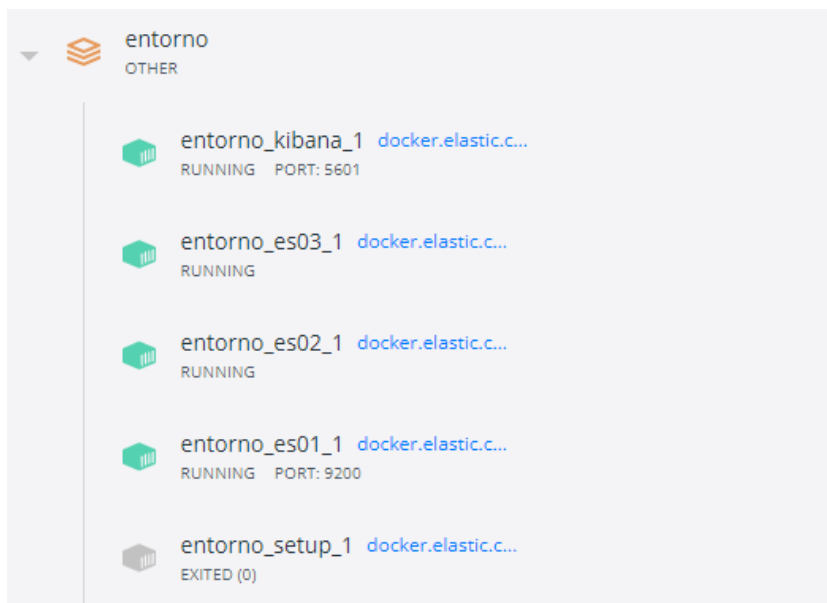 entorno
OTHER
entorno_kibana_1 docker.elastic.c...
RUNNING PORT: 5601
entorno_es03_1 docker.elastic.c...
RUNNING
entorno_es02_1 docker.elastic.c...
RUNNING
entorno_es01_1 docker.elastic.c...
RUNNING PORT: 9200
entorno_setup_1 docker.elastic.c...
EXITED (0)